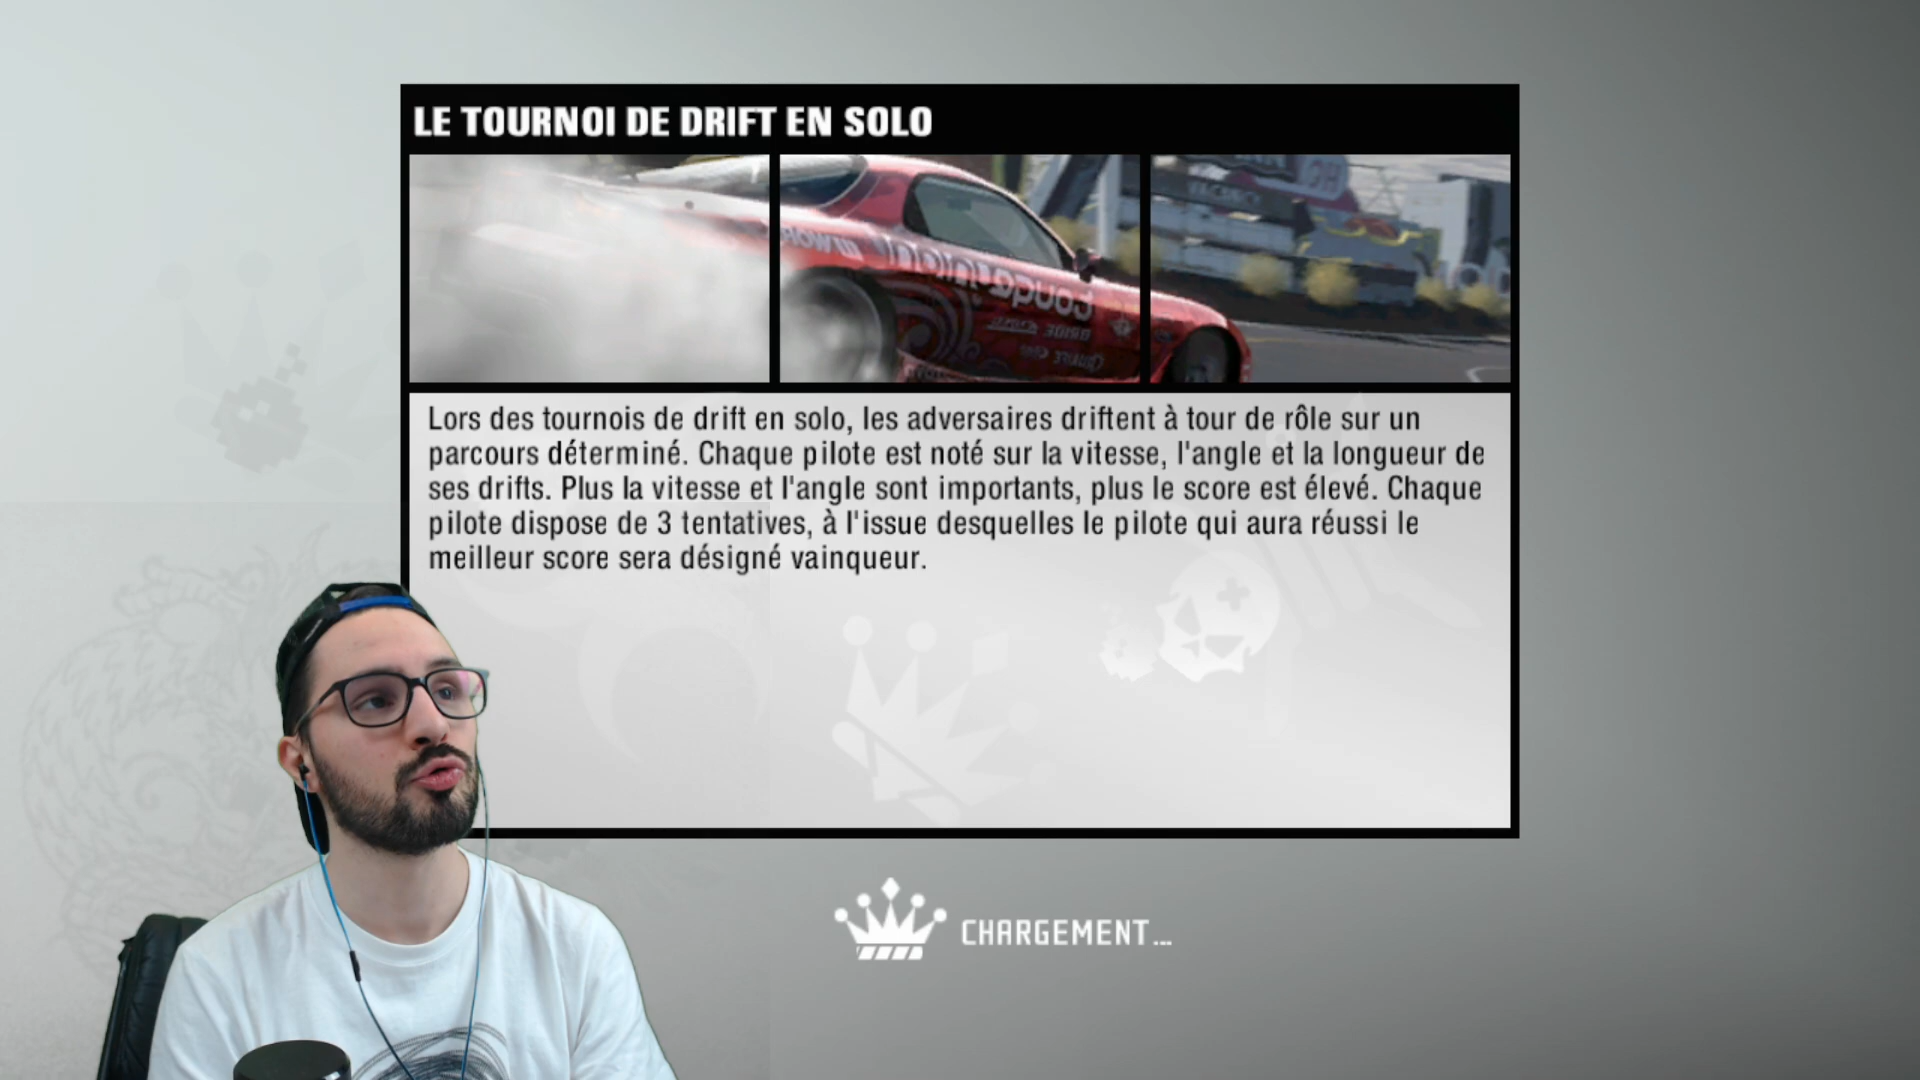 LE TOURNOI DE DRIFT EN SOLO
Lors des tournois de drift en solo, les adversaires driftent à tour de rôle sur un
parcours déterminé. Chaque pilote est noté sur la vitesse, l'angle et la longueur de
ses drifts. Plus la vitesse et l'angle sont importants, plus le score est élevé. Chaque
pilote dispose de 3 tentatives, à l'issue desquelles le pilote qui aura réussi le
meilleur score sera désigné vainqueur.
CHARGEMENT...